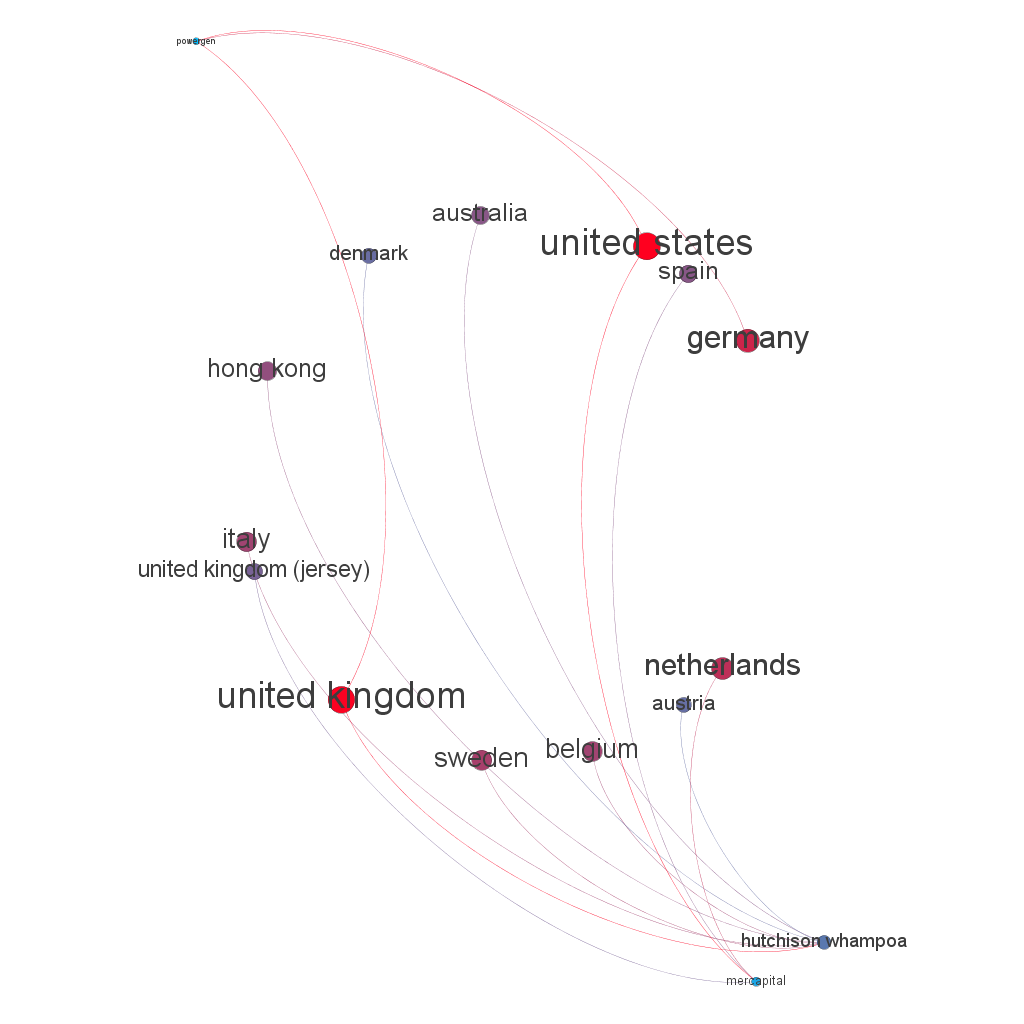 powergen
australia
united states
denmark
spain
germany
hong kong
italy
united kingdom (jersey)
netherlands
united kingdom
austria
belgium
sweden
hutchison whampoa
mercapital